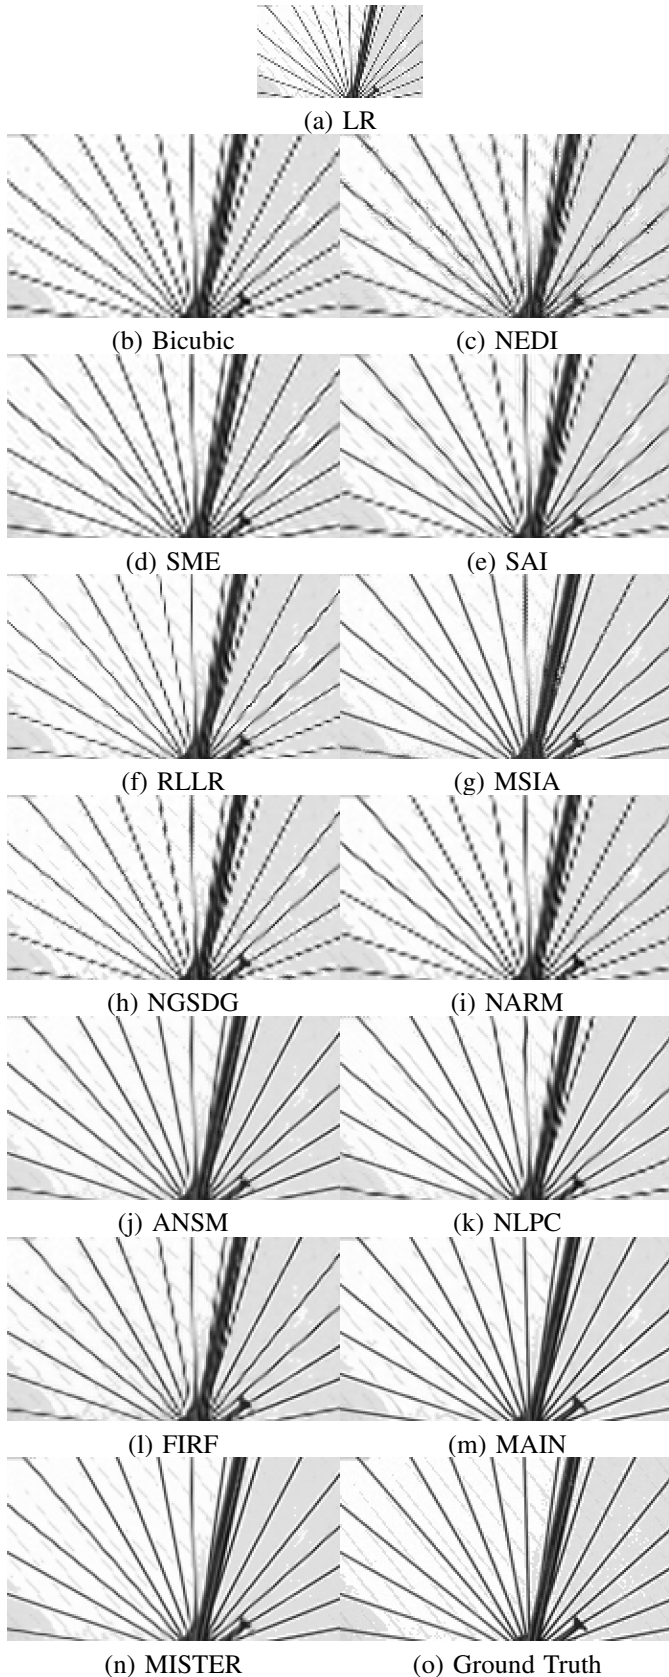 (a) LR
(b) Bicubic
(c) NEDI
(d) SME
(e) SAI
(f) RLLR
(g) MSIA
(h) NGSDG
(i) NARM
(j) ANSM
(k) NLPC
(l) FIRF
(m) MAIN
(n) MISTER
(o) Ground Truth